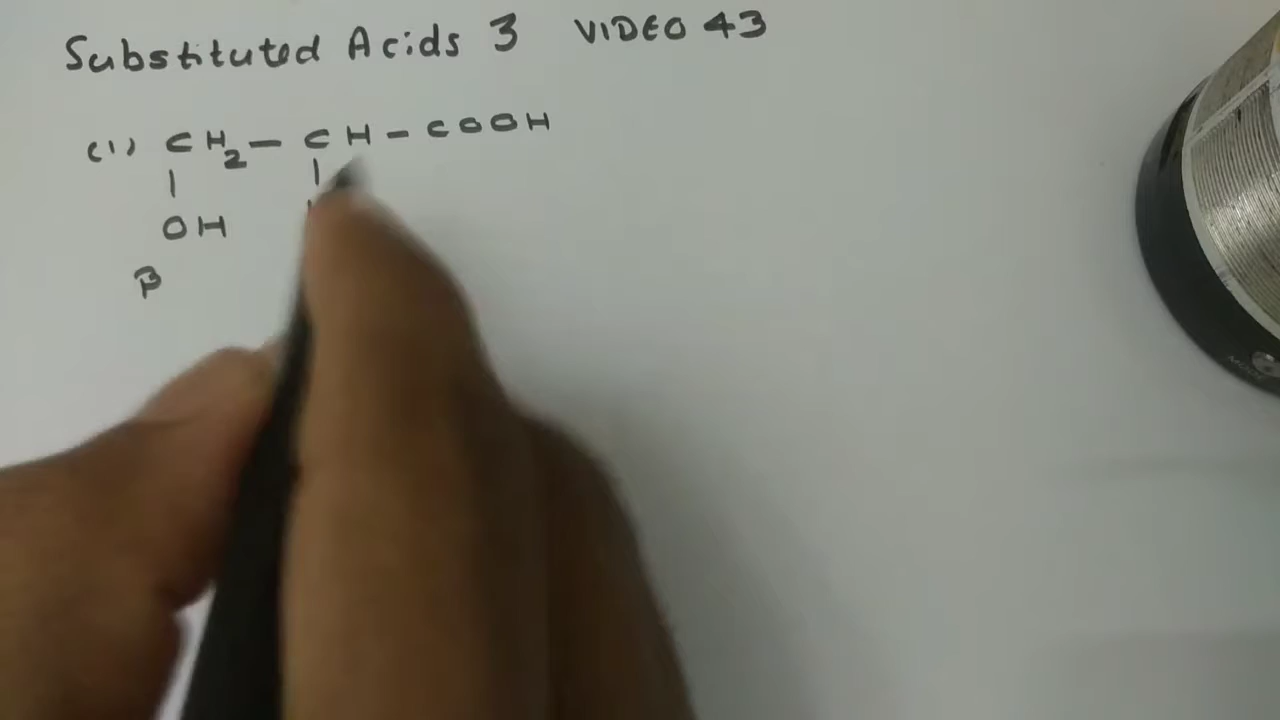 Substituted Acids 3 VIDEO 43
(1) CH2 - CH - COOH
OH
β